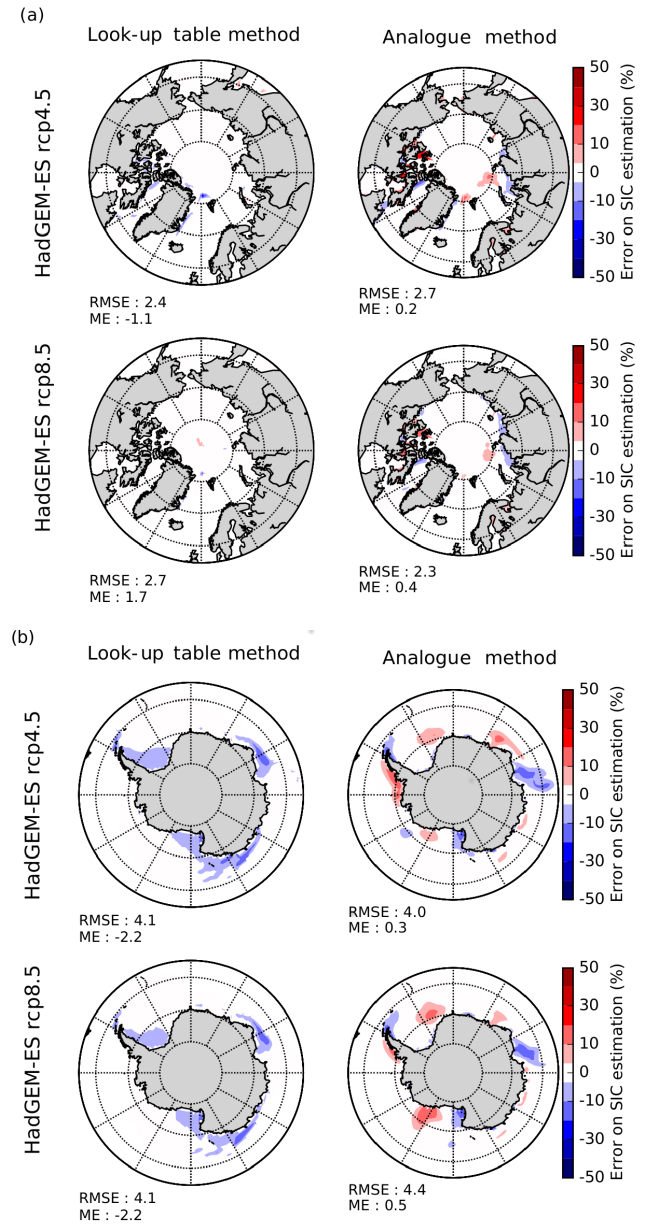 (a)
Look-up table method
Analogue method
HadGEM-ES rcp4.5
50
30
10
0
-10
-30
-50
Error on SIC estimation (%)
RMSE : 2.4
ME : -1.1
RMSE : 2.7
ME : 0.2
HadGEM-ES rcp8.5
50
30
10
0
-10
-30
-50
Error on SIC estimation (%)
RMSE : 2.7
ME : 1.7
RMSE : 2.3
ME : 0.4
(b)
Look-up table method
Analogue method
HadGEM-ES rcp4.5
50
30
10
0
-10
-30
-50
Error on SIC estimation (%)
RMSE : 4.1
ME : -2.2
RMSE : 4.0
ME : 0.3
HadGEM-ES rcp8.5
50
30
10
0
-10
-30
-50
Error on SIC estimation (%)
RMSE : 4.1
ME : -2.2
RMSE : 4.4
ME : 0.5